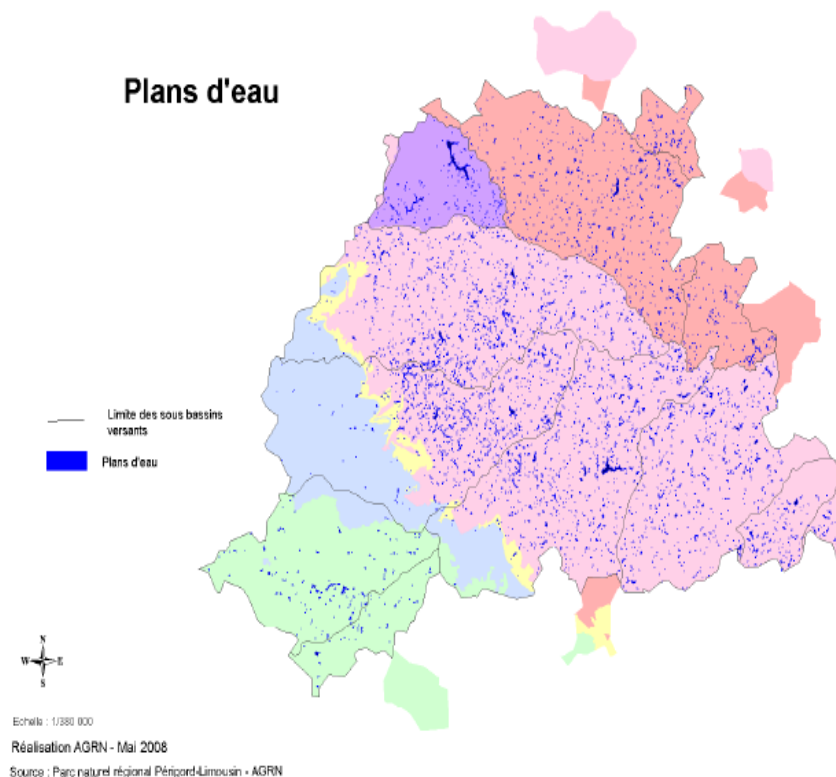 Plans d'eau
Limite des sous bassins
versants
Plans d'eau
N
W E
S
Echelle : 1/380 000
Réalisation AGRN - Mai 2008
Source : Parc naturel régional Périgord-Limousin - AGRN